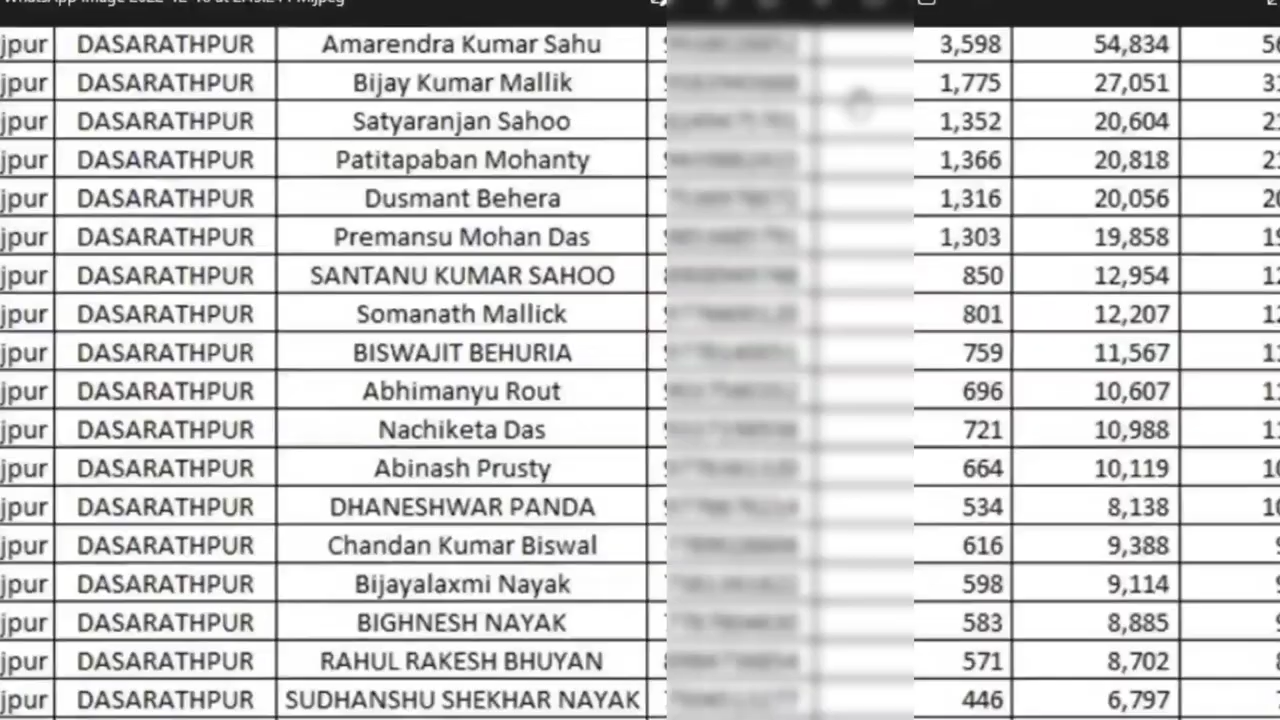 jpur DASARATHPUR Amarendra Kumar Sahu 3,598 54,834
jpur DASARATHPUR Bijay Kumar Mallik 1,775 27,051
jpur DASARATHPUR Satyaranjan Sahoo 1,352 20,604
jpur DASARATHPUR Patitapaban Mohanty 1,366 20,818
jpur DASARATHPUR Dusmant Behera 1,316 20,056
jpur DASARATHPUR Premansu Mohan Das 1,303 19,858
jpur DASARATHPUR SANTANU KUMAR SAHOO 850 12,954
jpur DASARATHPUR Somanath Mallick 801 12,207
jpur DASARATHPUR BISWAJIT BEHURIA 759 11,567
jpur DASARATHPUR Abhimanyu Rout 696 10,607
jpur DASARATHPUR Nachiketa Das 721 10,988
jpur DASARATHPUR Abinash Prusty 664 10,119
jpur DASARATHPUR DHANESHWAR PANDA 534 8,138
jpur DASARATHPUR Chandan Kumar Biswal 616 9,388
jpur DASARATHPUR Bijayalaxmi Nayak 598 9,114
jpur DASARATHPUR BIGHNESH NAYAK 583 8,885
jpur DASARATHPUR RAHUL RAKESH BHUYAN 571 8,702
jpur DASARATHPUR SUDHANSHU SHEKHAR NAYAK 446 6,797